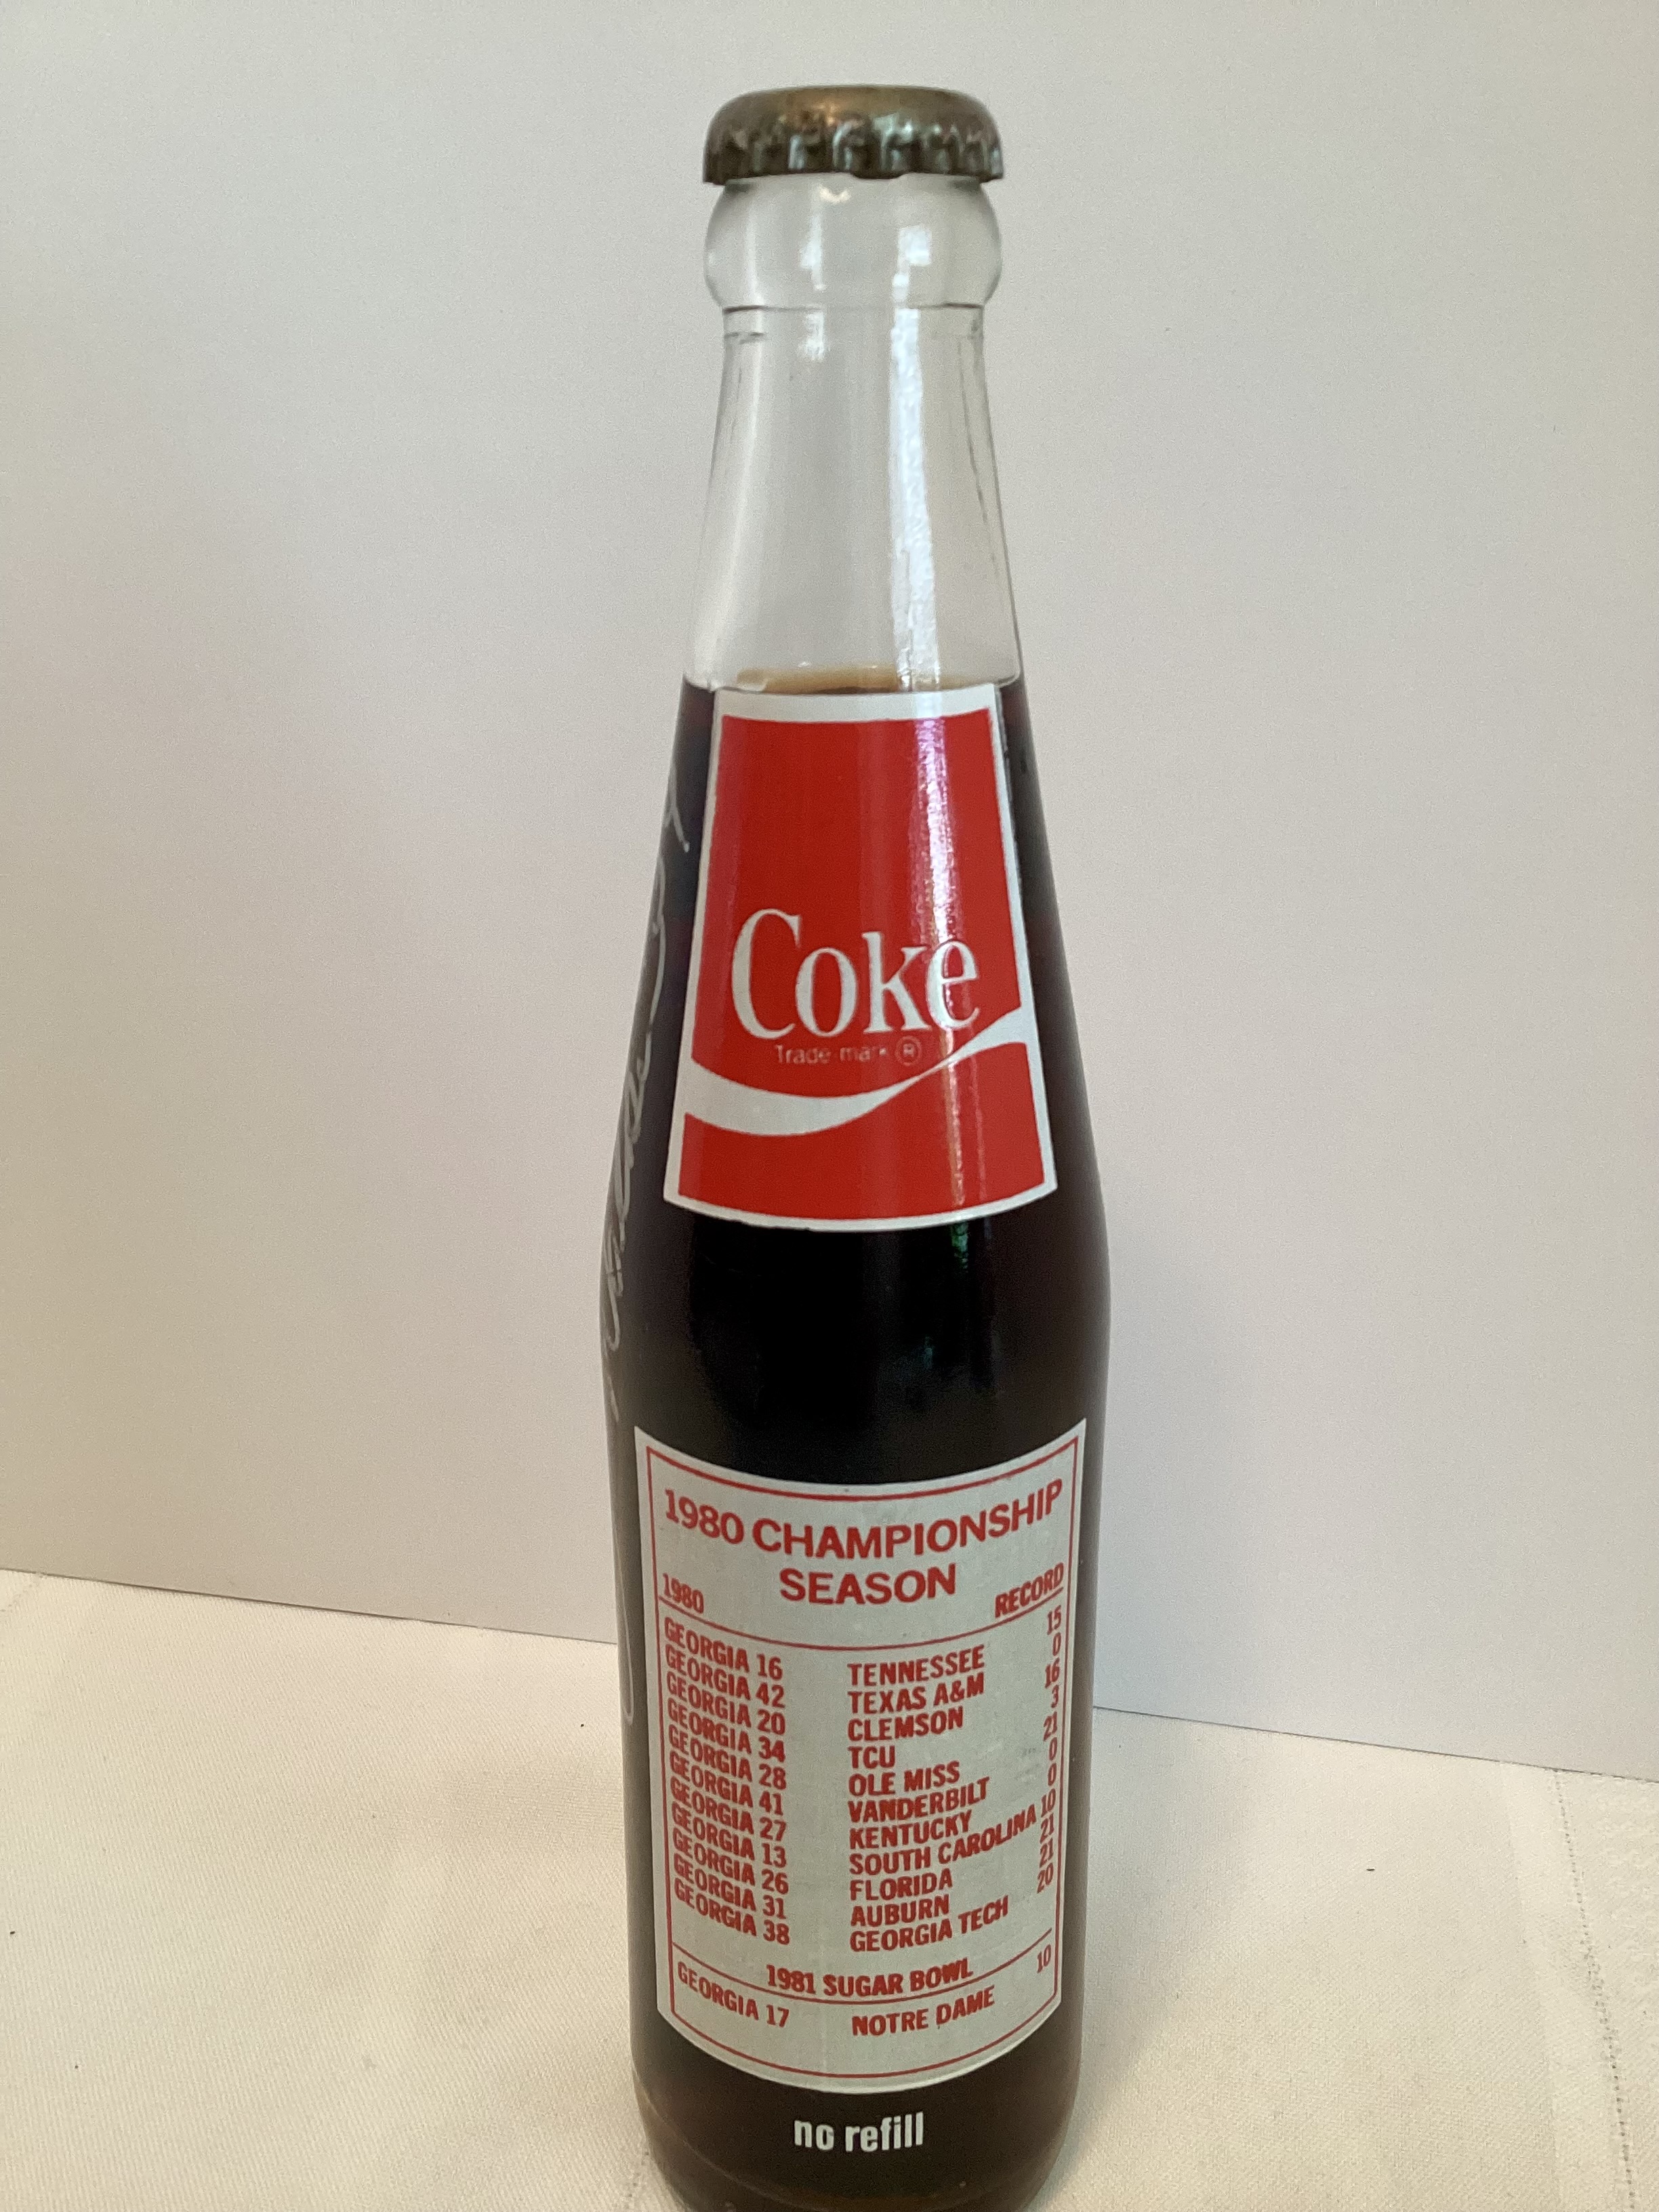 Coke
Trade-mark ®
1980 CHAMPIONSHIP
SEASON
1980 RECORD
GEORGIA 16 TENNESSEE 15
GEORGIA 42 TEXAS A&M 0
GEORGIA 20 CLEMSON 16
GEORGIA 34 TCU 3
GEORGIA 28 OLE MISS 21
GEORGIA 41 VANDERBILT 0
GEORGIA 27 KENTUCKY 0
GEORGIA 13 SOUTH CAROLINA 10
GEORGIA 26 FLORIDA 21
GEORGIA 31 AUBURN 21
GEORGIA 38 GEORGIA TECH 20
1981 SUGAR BOWL
GEORGIA 17 NOTRE DAME 10
no refill